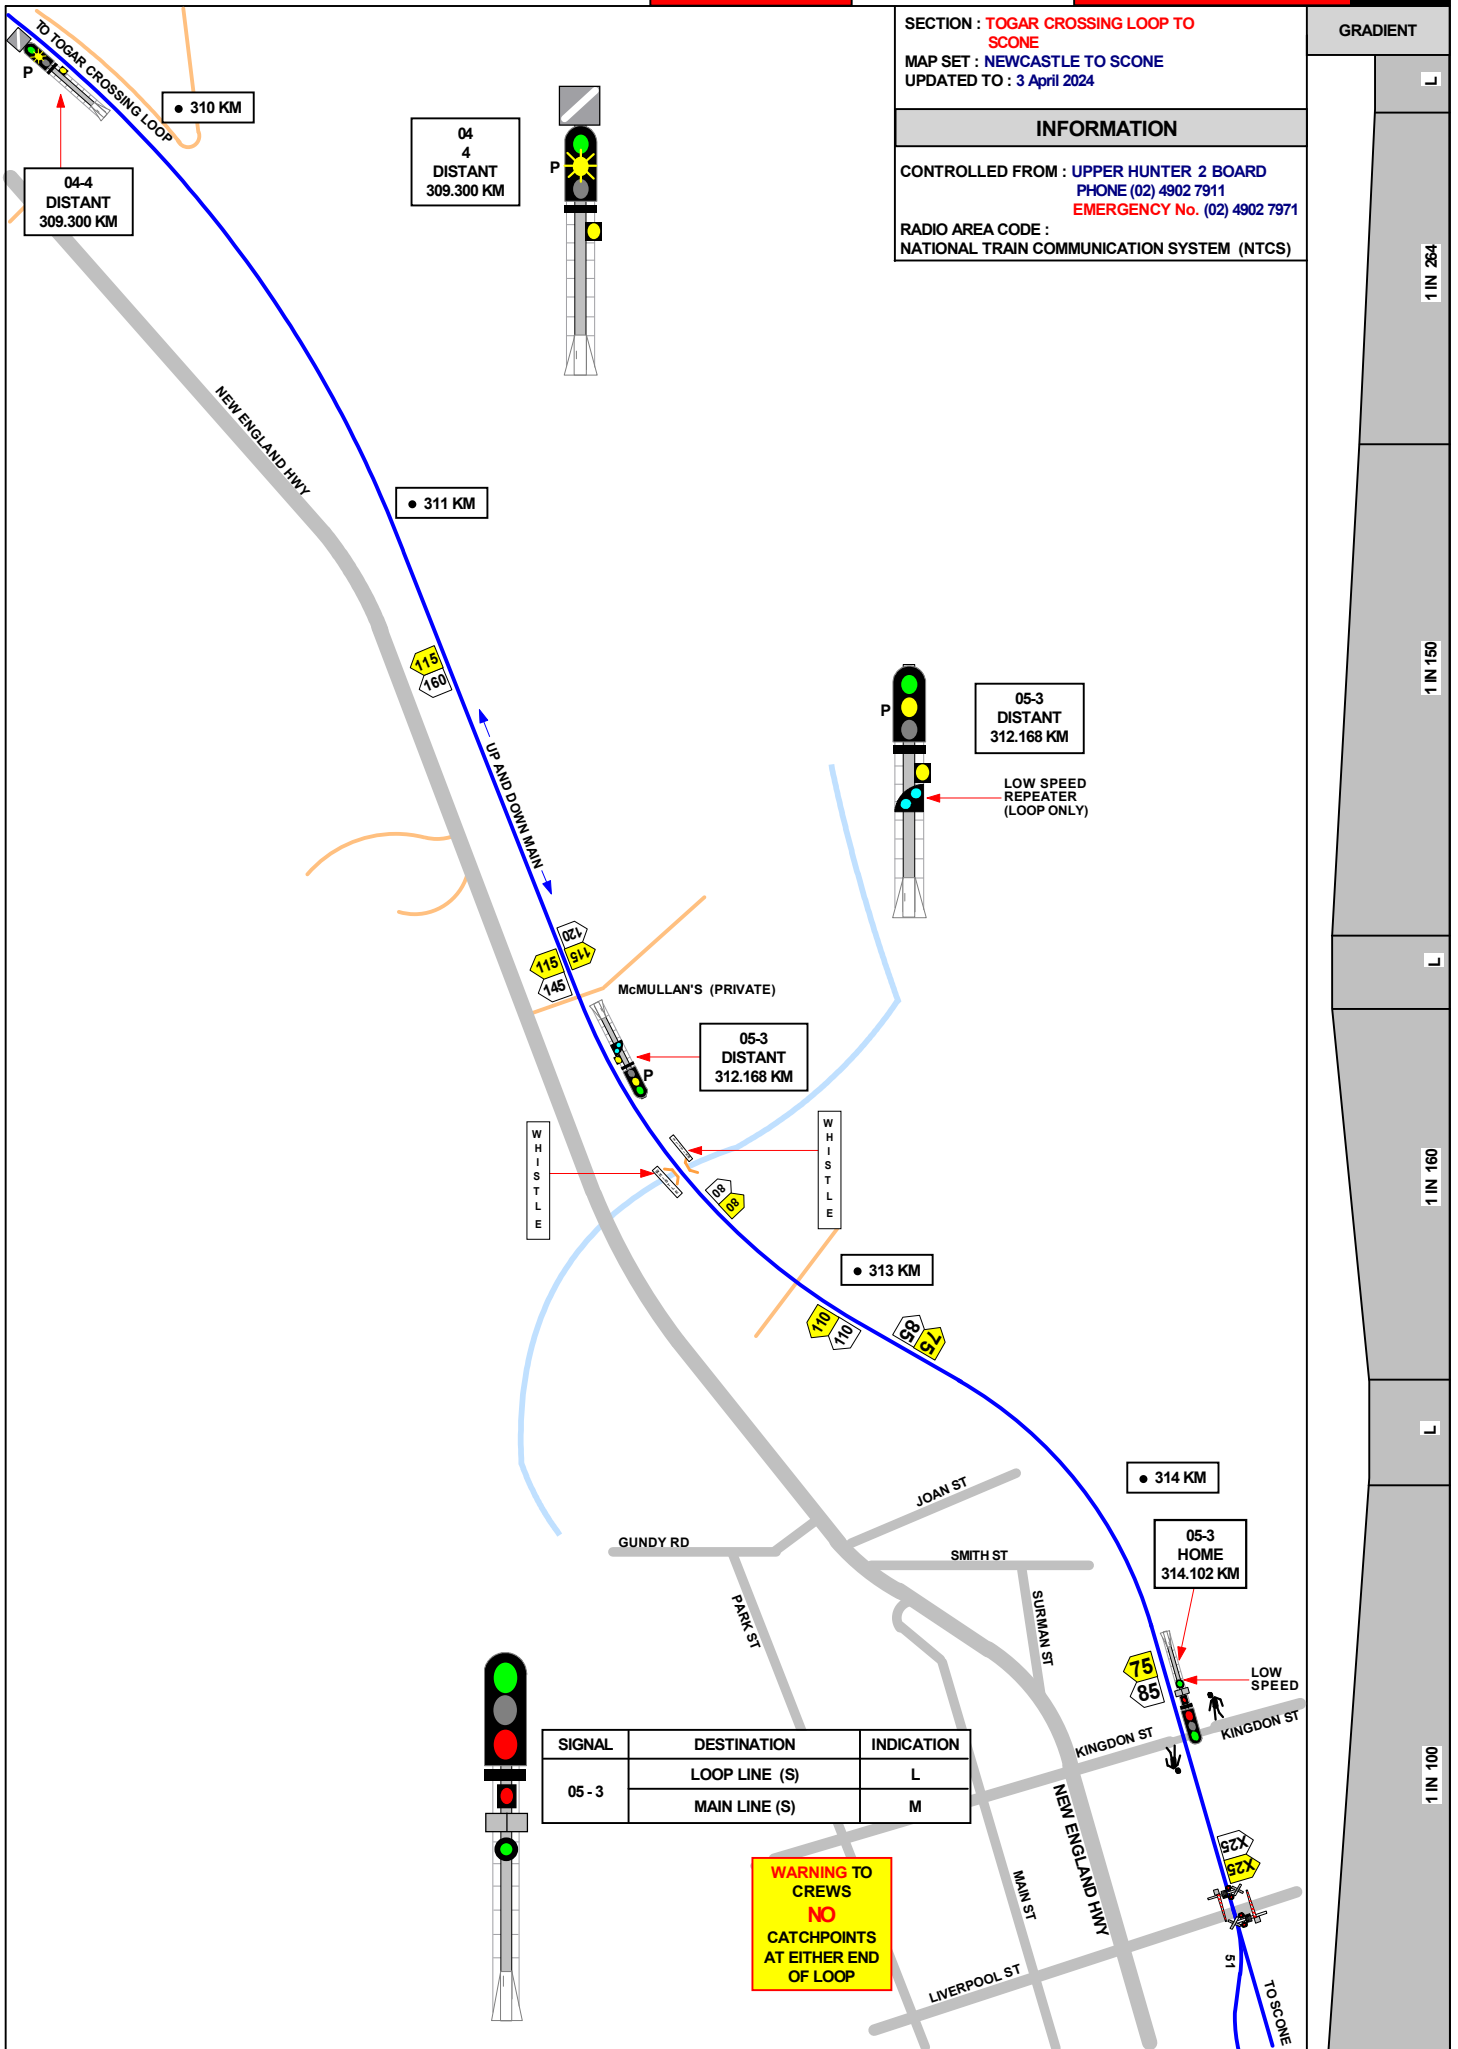 SECTION : TOGAR CROSSING LOOP TO
SCONE
MAP SET : NEWCASTLE TO SCONE
UPDATED TO : 3 April 2024
INFORMATION
CONTROLLED FROM : UPPER HUNTER 2 BOARD
PHONE (02) 4902 7911
EMERGENCY No. (02) 4902 7971
RADIO AREA CODE :
NATIONAL TRAIN COMMUNICATION SYSTEM (NTCS)
GRADIENT
L
1 IN 264
1 IN 150
L
1 IN 160
L
1 IN 100
TO TOGAR CROSSING LOOP
P
310 KM
04-4
DISTANT
309.300 KM
04
4
DISTANT
309.300 KM
P
NEW ENGLAND HWY
311 KM
115
160
UP AND DOWN MAIN
P
05-3
DISTANT
312.168 KM
LOW SPEED
REPEATER
(LOOP ONLY)
120
115
115
145
McMULLAN'S (PRIVATE)
05-3
DISTANT
312.168 KM
P
WHISTLE
WHISTLE
80
80
313 KM
110
110
85
75
314 KM
JOAN ST
GUNDY RD
SMITH ST
05-3
HOME
314.102 KM
PARK ST
SURMAN ST
75
85
LOW
SPEED
KINGDON ST
KINGDON ST
SIGNAL
DESTINATION
INDICATION
05 - 3
LOOP LINE (S)
L
MAIN LINE (S)
M
NEW ENGLAND HWY
X25
X25
WARNING TO
CREWS
NO
CATCHPOINTS
AT EITHER END
OF LOOP
MAIN ST
LIVERPOOL ST
51
TO SCONE